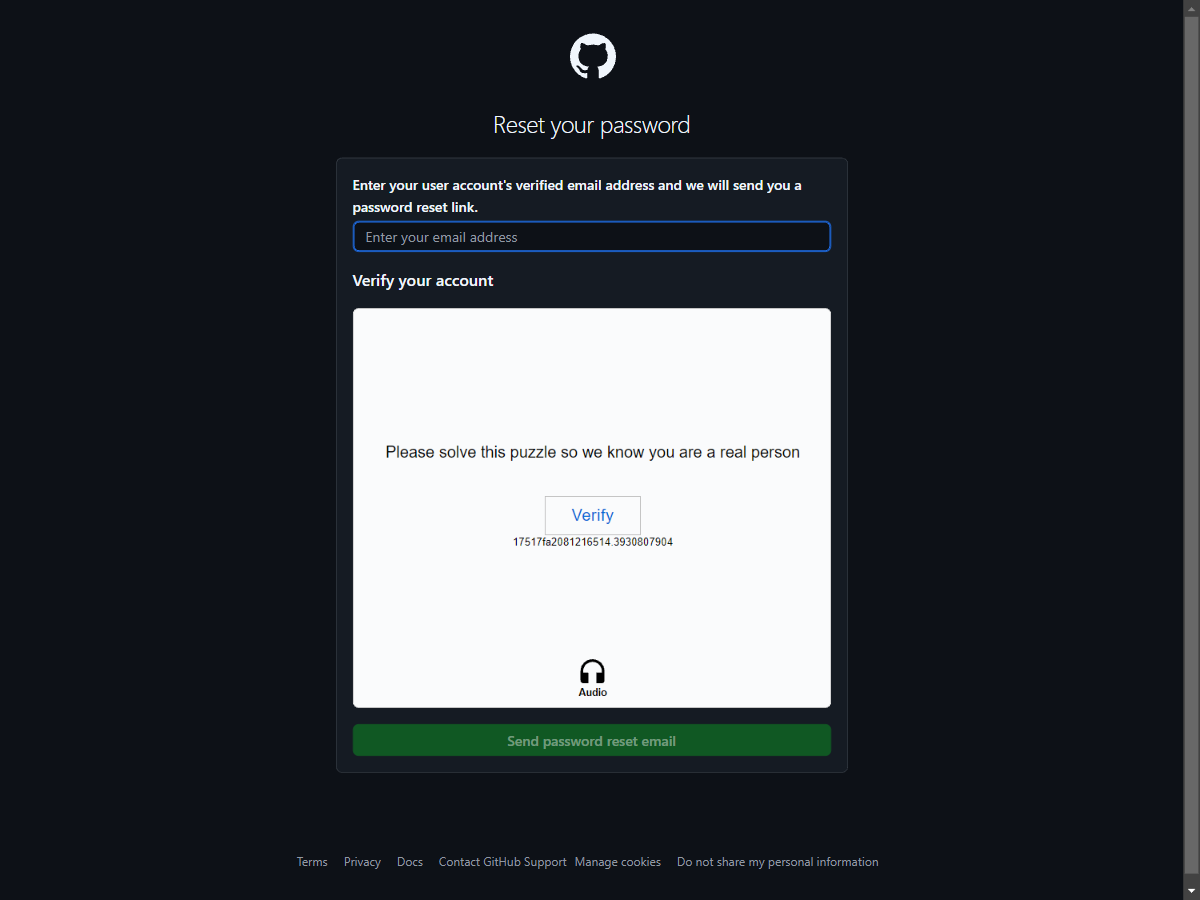 Reset your password
Enter your user account's verified email address and we will send you a
password reset link.
Enter your email address
Verify your account
Please solve this puzzle so we know you are a real person
Verify
17517fa2081216514.3930807904
Audio
Send password reset email
Terms Privacy Docs Contact GitHub Support Manage cookies Do not share my personal information